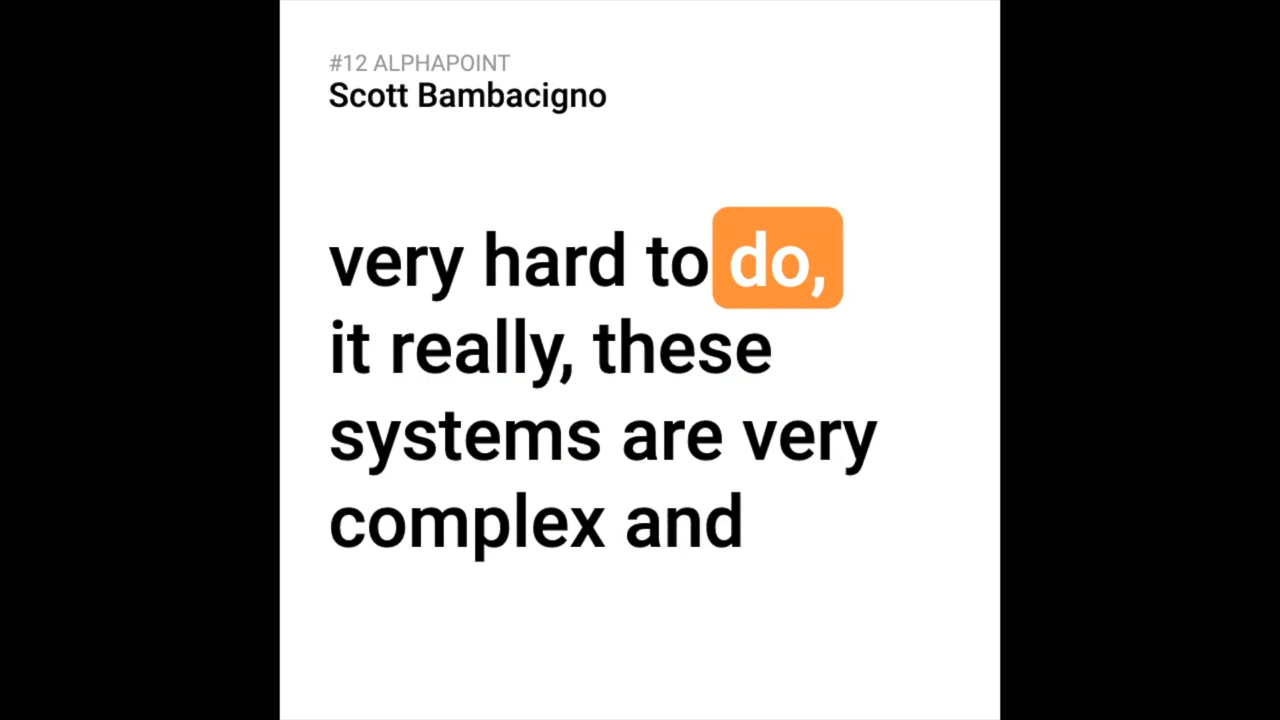 #12 ALPHAPOINT
Scott Bambacigno
very hard to do,
it really, these
systems are very
complex and